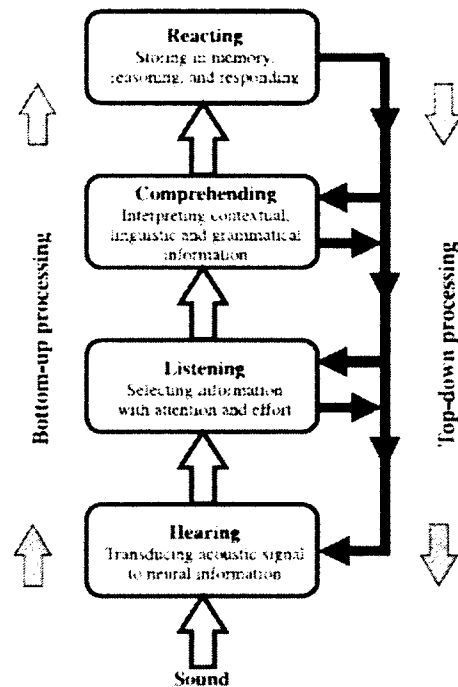 Reacting
Storing in memory,
reasoning, and responding
Comprehending
Interpreting contextual,
linguistic and grammatical
information
Bottom-up processing
Top-down processing
Listening
Selecting information
with attention and effort
Hearing
Transducing acoustic signal
to neural information
Sound